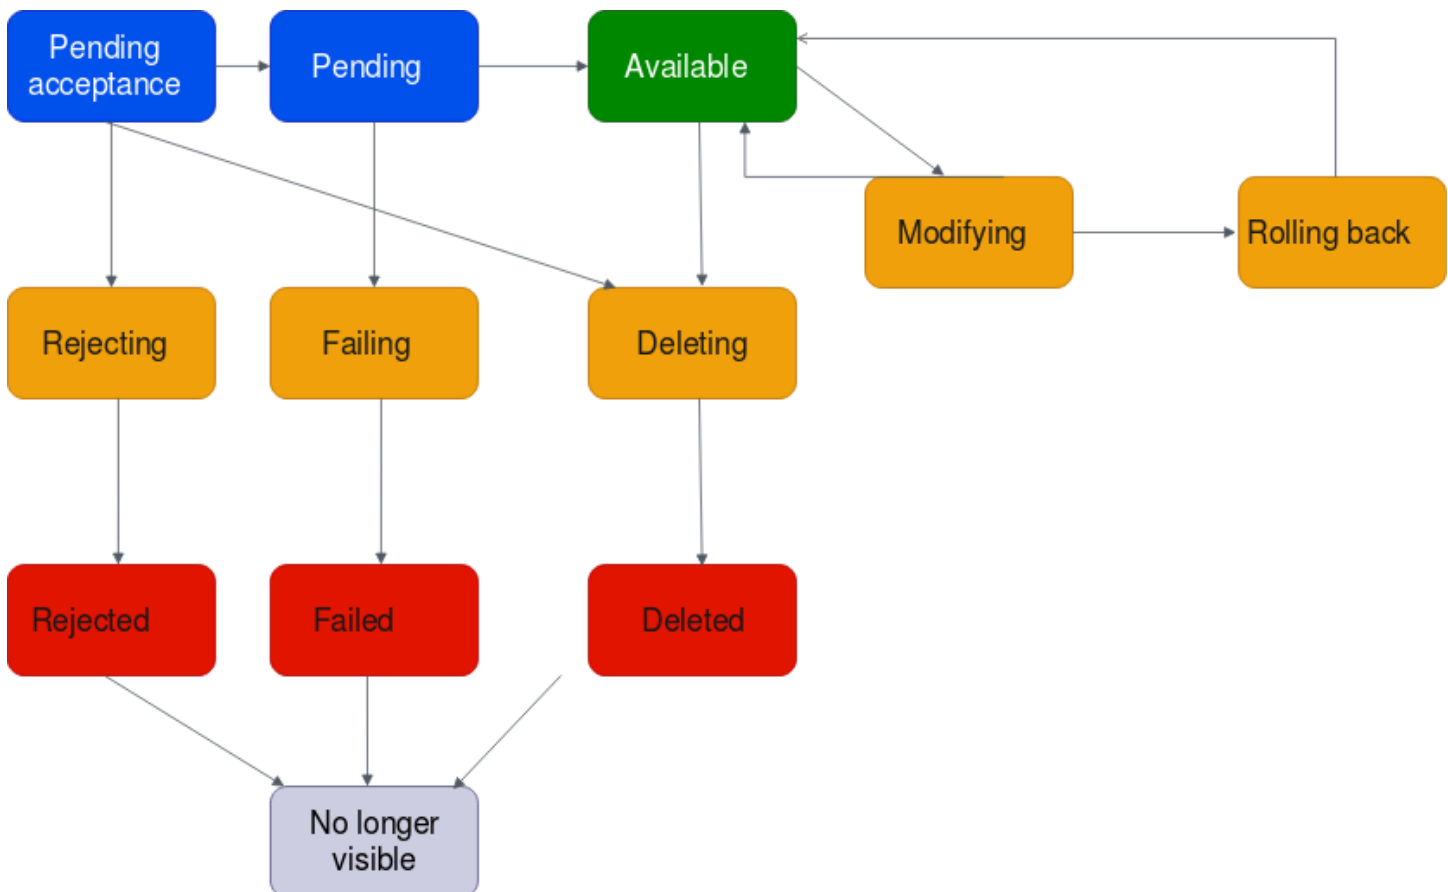 Pending
acceptance
Pending
Available
Modifying
Rolling back
Rejecting
Failing
Deleting
Rejected
Failed
Deleted
No longer
visible